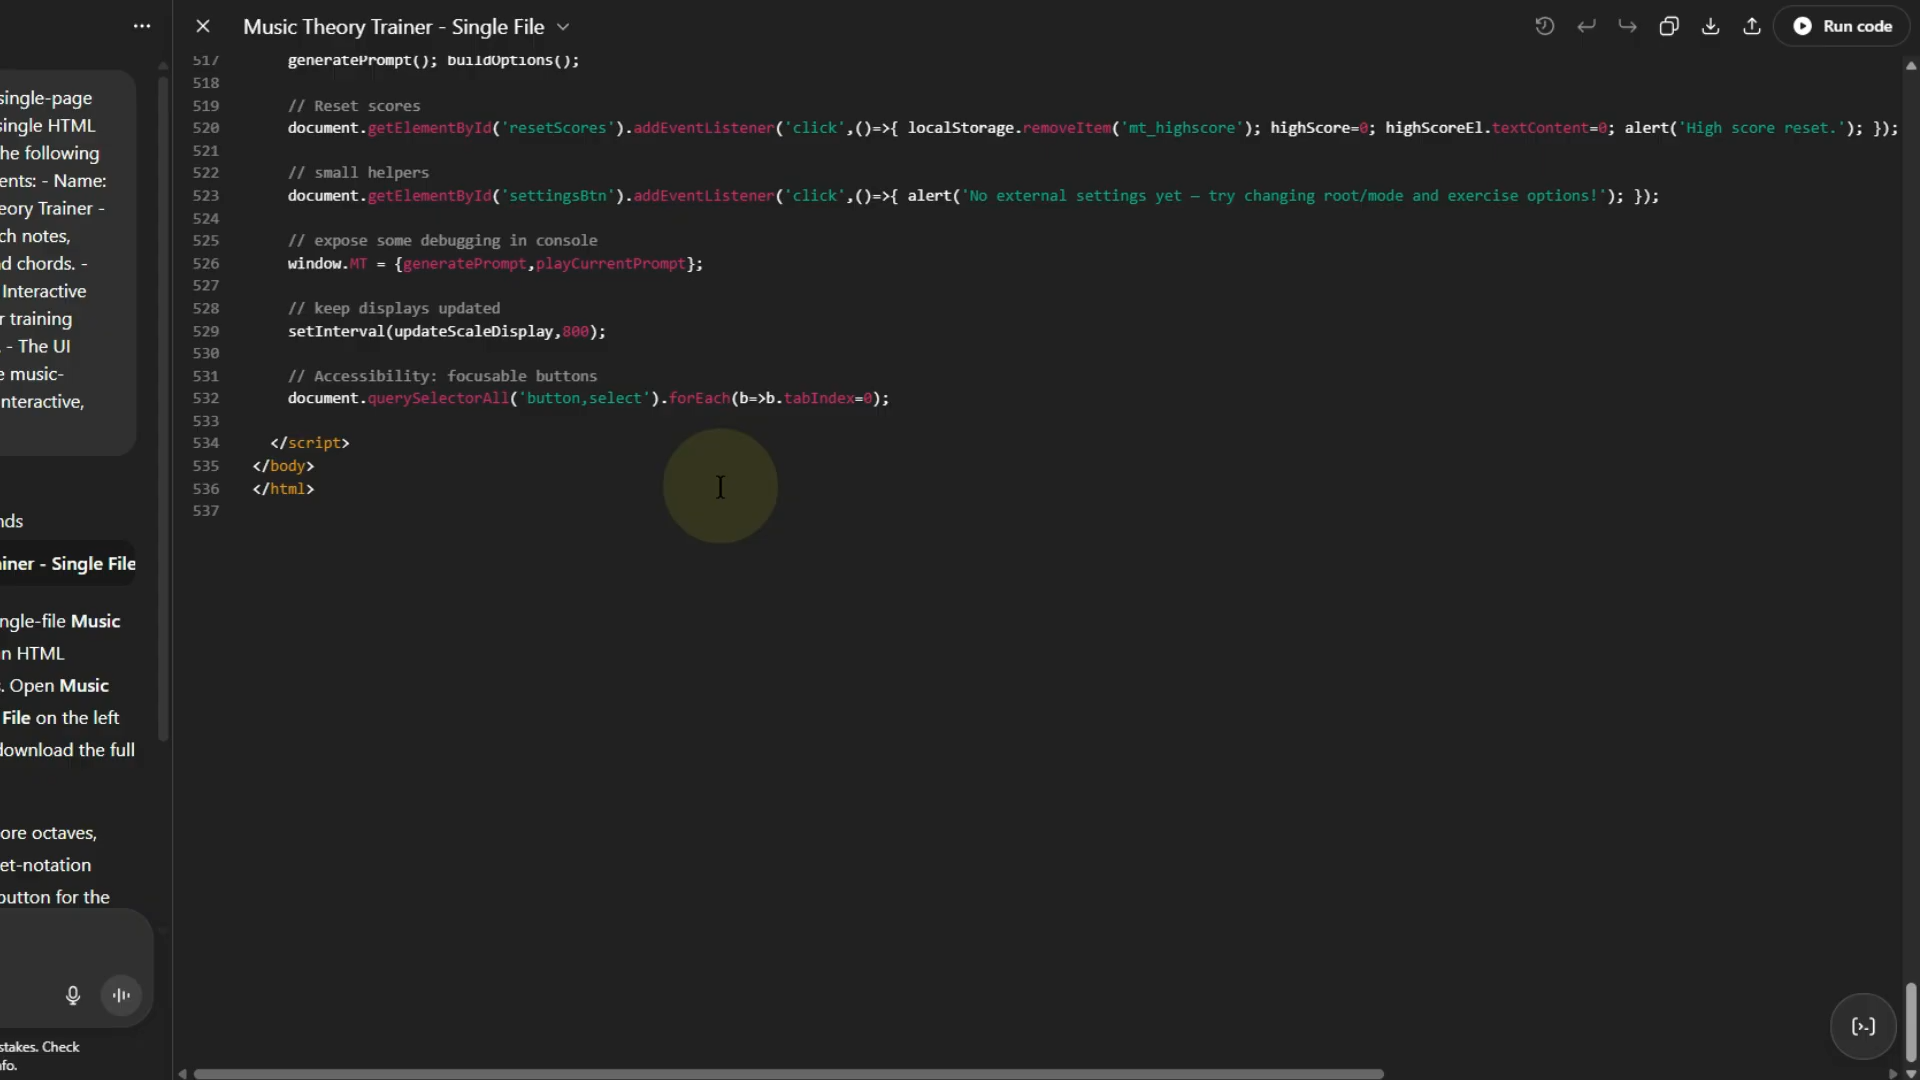 Music Theory Trainer - Single File
Run code
single-page
single HTML
he following
ents: - Name:
eory Trainer -
ch notes,
d chords. -
Interactive
r training
. - The UI
e music-
nteractive,
nds
ainer - Single File
ngle-file Music
n HTML
. Open Music
File on the left
download the full
ore octaves,
et-notation
button for the
stakes. Check
nfo.
517 generatePrompt(); buildOptions();
518
519 // Reset scores
520 document.getElementById('resetScores').addEventListener('click',()=>{ localStorage.removeItem('mt_highscore'); highScore=0; highScoreEl.textContent=0; alert('High score reset.'); });
521
522 // small helpers
523 document.getElementById('settingsBtn').addEventListener('click',()=>{ alert('No external settings yet — try changing root/mode and exercise options!'); });
524
525 // expose some debugging in console
526 window.MT = {generatePrompt,playCurrentPrompt};
527
528 // keep displays updated
529 setInterval(updateScaleDisplay,800);
530
531 // Accessibility: focusable buttons
532 document.querySelectorAll('button,select').forEach(b=>b.tabIndex=0);
533
534 </script>
535 </body>
536 </html>
537